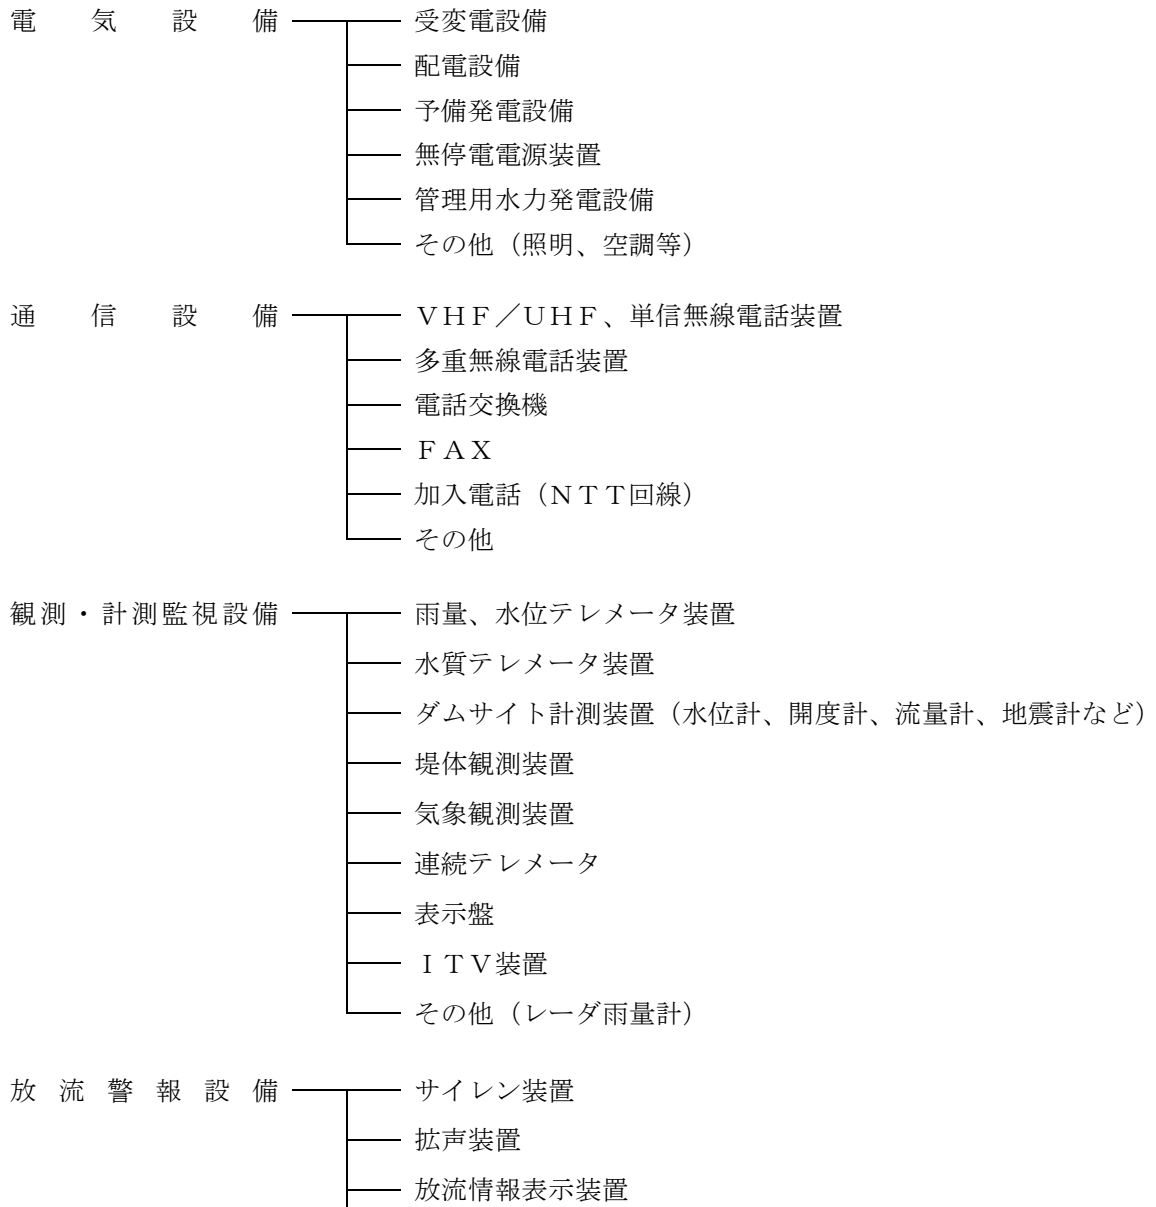 電気設備 受変電設備
配電設備
予備発電設備
無停電電源装置
管理用水力発電設備
その他（照明、空調等）
通信設備 ＶＨＦ／ＵＨＦ、単信無線電話装置
多重無線電話装置
電話交換機
ＦＡＸ
加入電話（ＮＴＴ回線）
その他
観測・計測監視設備 雨量、水位テレメータ装置
水質テレメータ装置
ダムサイト計測装置（水位計、開度計、流量計、地震計など）
堤体観測装置
気象観測装置
連続テレメータ
表示盤
ＩＴＶ装置
その他（レーダ雨量計）
放流警報設備 サイレン装置
拡声装置
放流情報表示装置